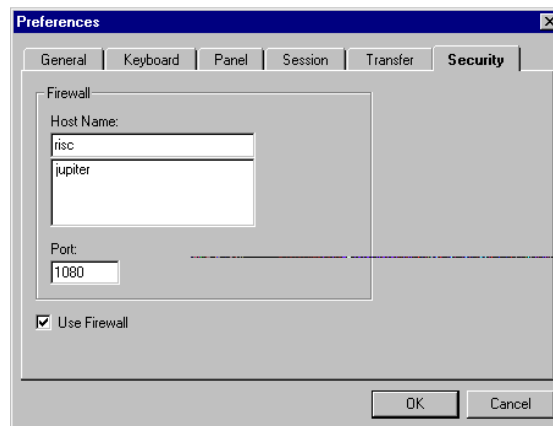 Preferences
General Keyboard Panel Session Transfer Security
Firewall
Host Name:
risc
jupiter
Port:
1080
Use Firewall
OK Cancel